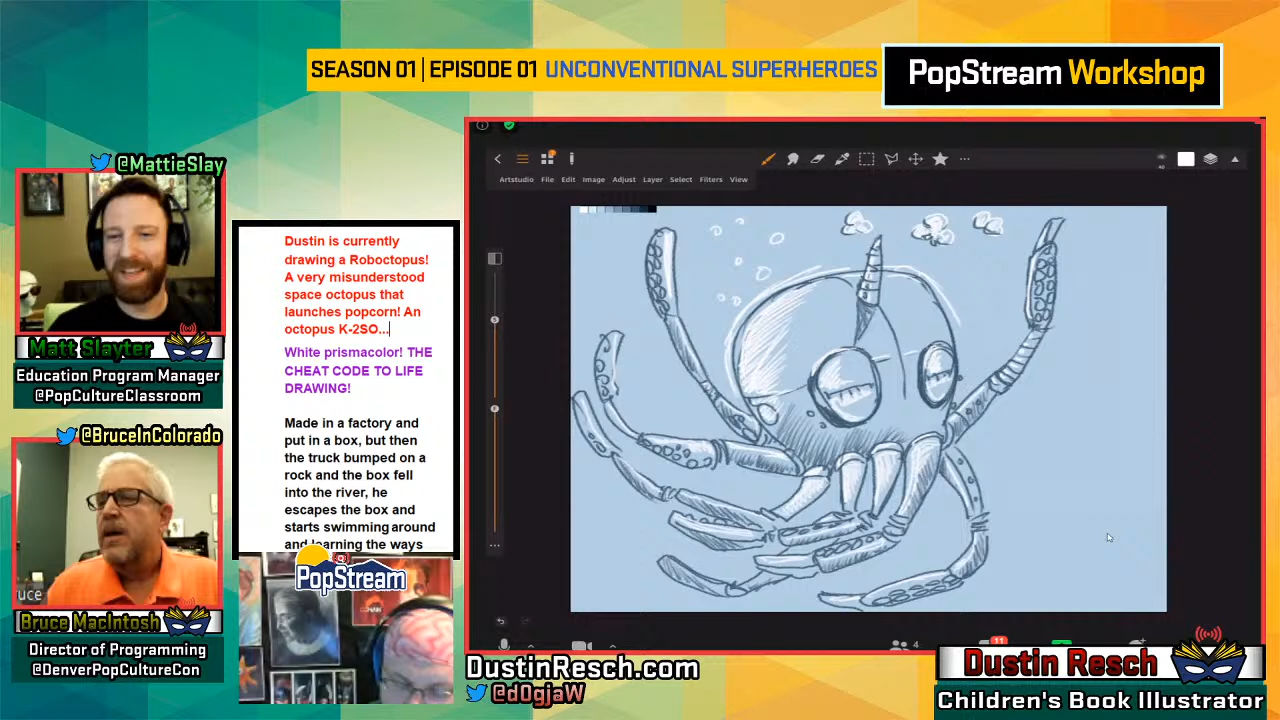 SEASON 01 | EPISODE 01 UNCONVENTIONAL SUPERHEROES
PopStream Workshop
@MattieSlay
Matt Slayter
Education Program Manager
@PopCultureClassroom
@BruceInColorado
uce
Bruce MacIntosh
Director of Programming
@DenverPopCultureCon
Dustin is currently
drawing a Roboctopus!
A very misunderstood
space octopus that
launches popcorn! An
octopus K-2SO...
White prismacolor! THE
CHEAT CODE TO LIFE
DRAWING!
Made in a factory and
put in a box, but then
the truck bumped on a
rock and the box fell
into the river, he
escapes the box and
starts swimming around
and learning the ways
PopStream
Artstudio File Edit Image Adjust Layer Select Filters View
4
11
DustinResch.com
@d0gjaW
Dustin Resch
Children's Book Illustrator